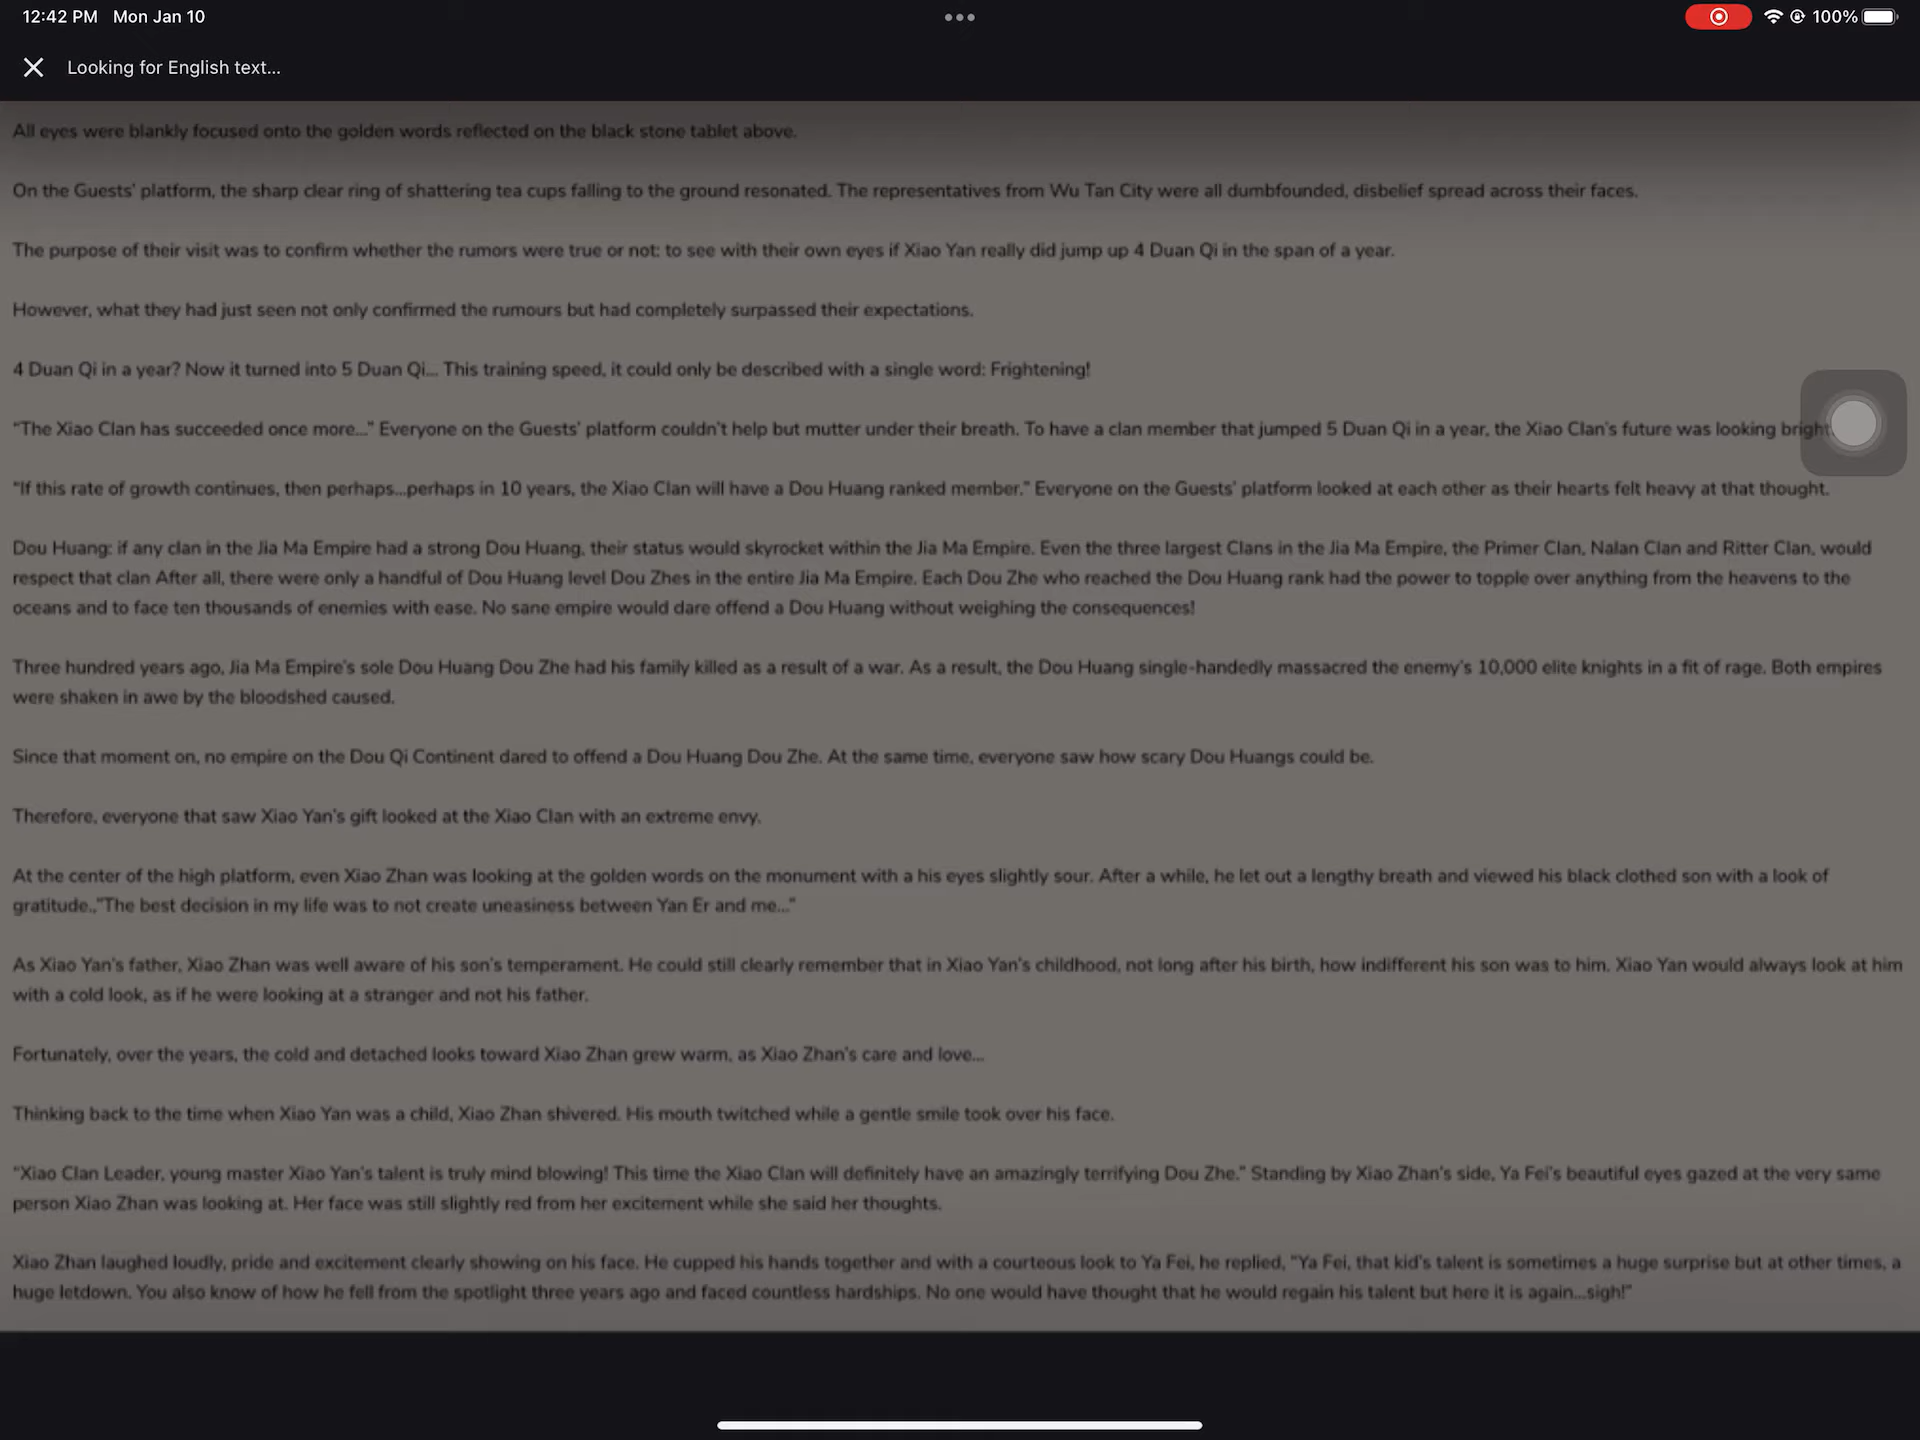 12:42 PM Mon Jan 10
100%
Looking for English text...
All eyes were blankly focused onto the golden words reflected on the black stone tablet above.
On the Guests' platform, the sharp clear ring of shattering tea cups falling to the ground resonated. The representatives from Wu Tan City were all dumbfounded, disbelief spread across their faces.
The purpose of their visit was to confirm whether the rumors were true or not: to see with their own eyes if Xiao Yan really did jump up 4 Duan Qi in the span of a year.
However, what they had just seen not only confirmed the rumours but had completely surpassed their expectations.
4 Duan Qi in a year? Now it turned into 5 Duan Qi... This training speed, it could only be described with a single word: Frightening!
“The Xiao Clan has succeeded once more...” Everyone on the Guests' platform couldn't help but mutter under their breath. To have a clan member that jumped 5 Duan Qi in a year, the Xiao Clan's future was looking bright
“If this rate of growth continues, then perhaps...perhaps in 10 years, the Xiao Clan will have a Dou Huang ranked member.” Everyone on the Guests' platform looked at each other as their hearts felt heavy at that thought.
Dou Huang: if any clan in the Jia Ma Empire had a strong Dou Huang, their status would skyrocket within the Jia Ma Empire. Even the three largest Clans in the Jia Ma Empire, the Primer Clan, Nalan Clan and Ritter Clan, would
respect that clan After all, there were only a handful of Dou Huang level Dou Zhes in the entire Jia Ma Empire. Each Dou Zhe who reached the Dou Huang rank had the power to topple over anything from the heavens to the
oceans and to face ten thousands of enemies with ease. No sane empire would dare offend a Dou Huang without weighing the consequences!
Three hundred years ago, Jia Ma Empire's sole Dou Huang Dou Zhe had his family killed as a result of a war. As a result, the Dou Huang single-handedly massacred the enemy's 10,000 elite knights in a fit of rage. Both empires
were shaken in awe by the bloodshed caused.
Since that moment on, no empire on the Dou Qi Continent dared to offend a Dou Huang Dou Zhe. At the same time, everyone saw how scary Dou Huangs could be.
Therefore, everyone that saw Xiao Yan's gift looked at the Xiao Clan with an extreme envy.
At the center of the high platform, even Xiao Zhan was looking at the golden words on the monument with a his eyes slightly sour. After a while, he let out a lengthy breath and viewed his black clothed son with a look of
gratitude.,“The best decision in my life was to not create uneasiness between Yan Er and me...”
As Xiao Yan's father, Xiao Zhan was well aware of his son's temperament. He could still clearly remember that in Xiao Yan's childhood, not long after his birth, how indifferent his son was to him. Xiao Yan would always look at him
with a cold look, as if he were looking at a stranger and not his father.
Fortunately, over the years, the cold and detached looks toward Xiao Zhan grew warm, as Xiao Zhan's care and love...
Thinking back to the time when Xiao Yan was a child, Xiao Zhan shivered. His mouth twitched while a gentle smile took over his face.
“Xiao Clan Leader, young master Xiao Yan's talent is truly mind blowing! This time the Xiao Clan will definitely have an amazingly terrifying Dou Zhe.” Standing by Xiao Zhan's side, Ya Fei's beautiful eyes gazed at the very same
person Xiao Zhan was looking at. Her face was still slightly red from her excitement while she said her thoughts.
Xiao Zhan laughed loudly, pride and excitement clearly showing on his face. He cupped his hands together and with a courteous look to Ya Fei, he replied, “Ya Fei, that kid's talent is sometimes a huge surprise but at other times, a
huge letdown. You also know of how he fell from the spotlight three years ago and faced countless hardships. No one would have thought that he would regain his talent but here it is again...sigh!”